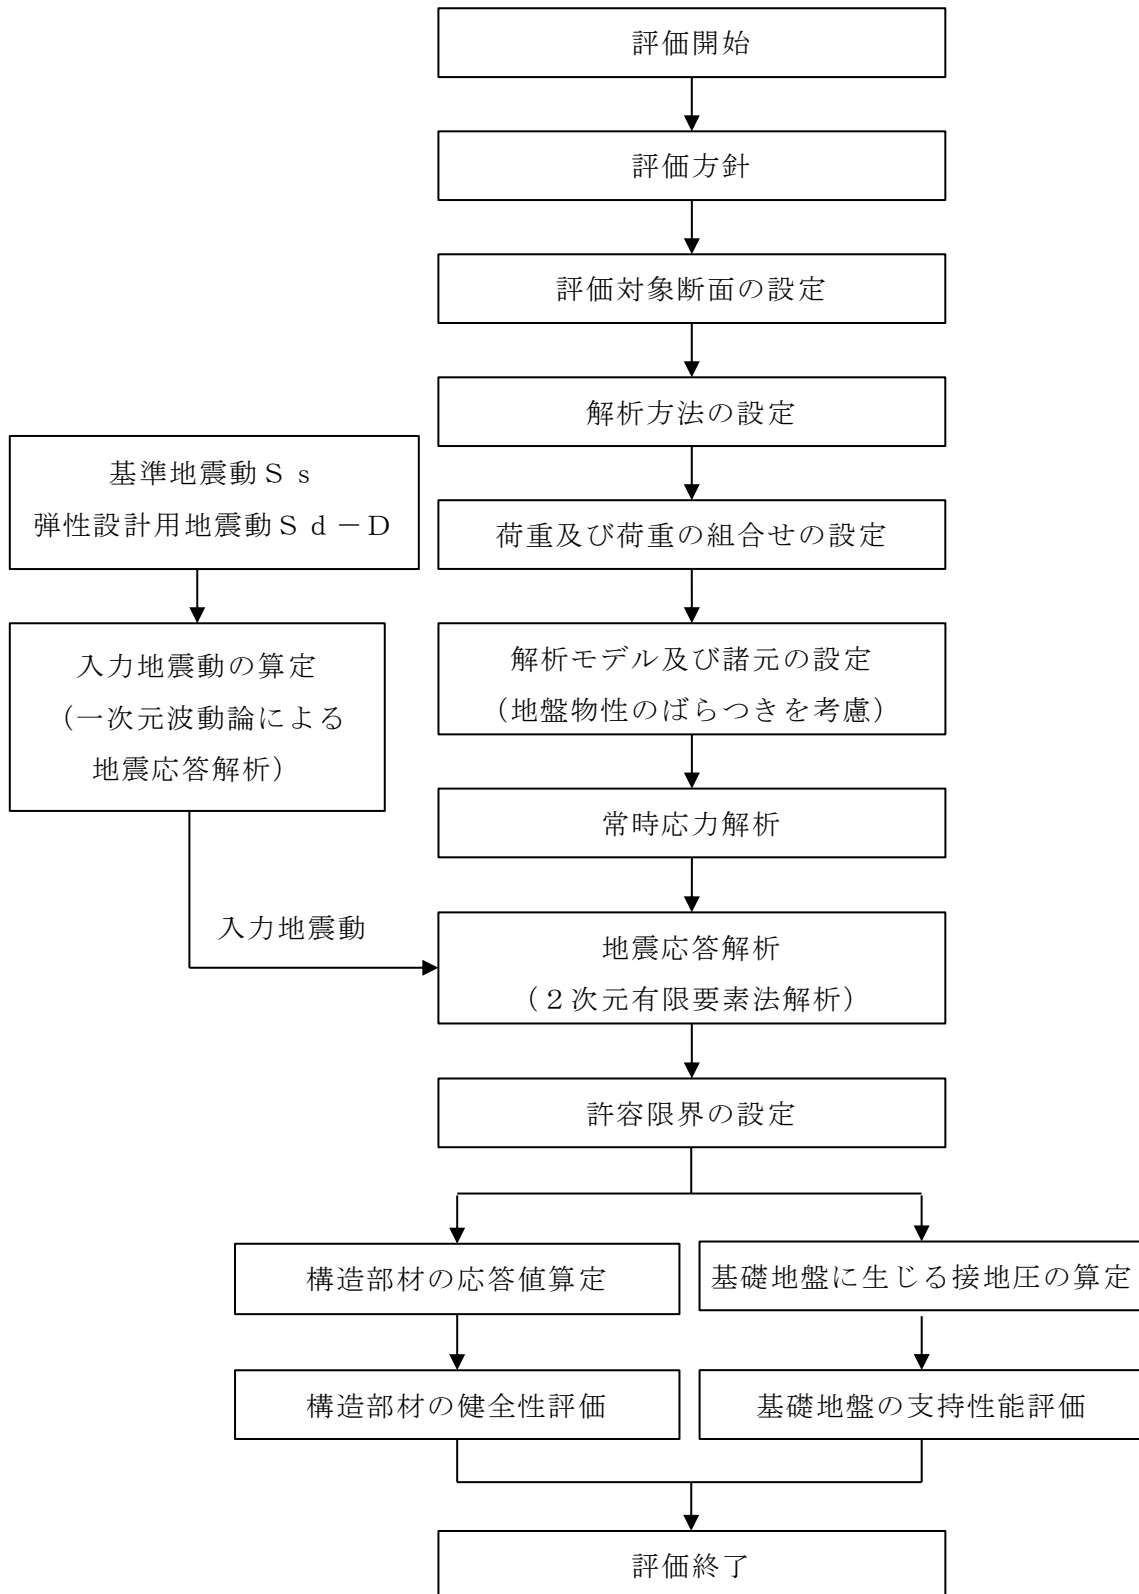 評価開始
評価方針
評価対象断面の設定
解析方法の設定
基準地震動Ｓｓ
弾性設計用地震動Ｓｄ－Ｄ
荷重及び荷重の組合せの設定
入力地震動の算定
（一次元波動論による
地震応答解析）
解析モデル及び諸元の設定
（地盤物性のばらつきを考慮）
常時応力解析
入力地震動
地震応答解析
（２次元有限要素法解析）
許容限界の設定
構造部材の応答値算定
基礎地盤に生じる接地圧の算定
構造部材の健全性評価
基礎地盤の支持性能評価
評価終了